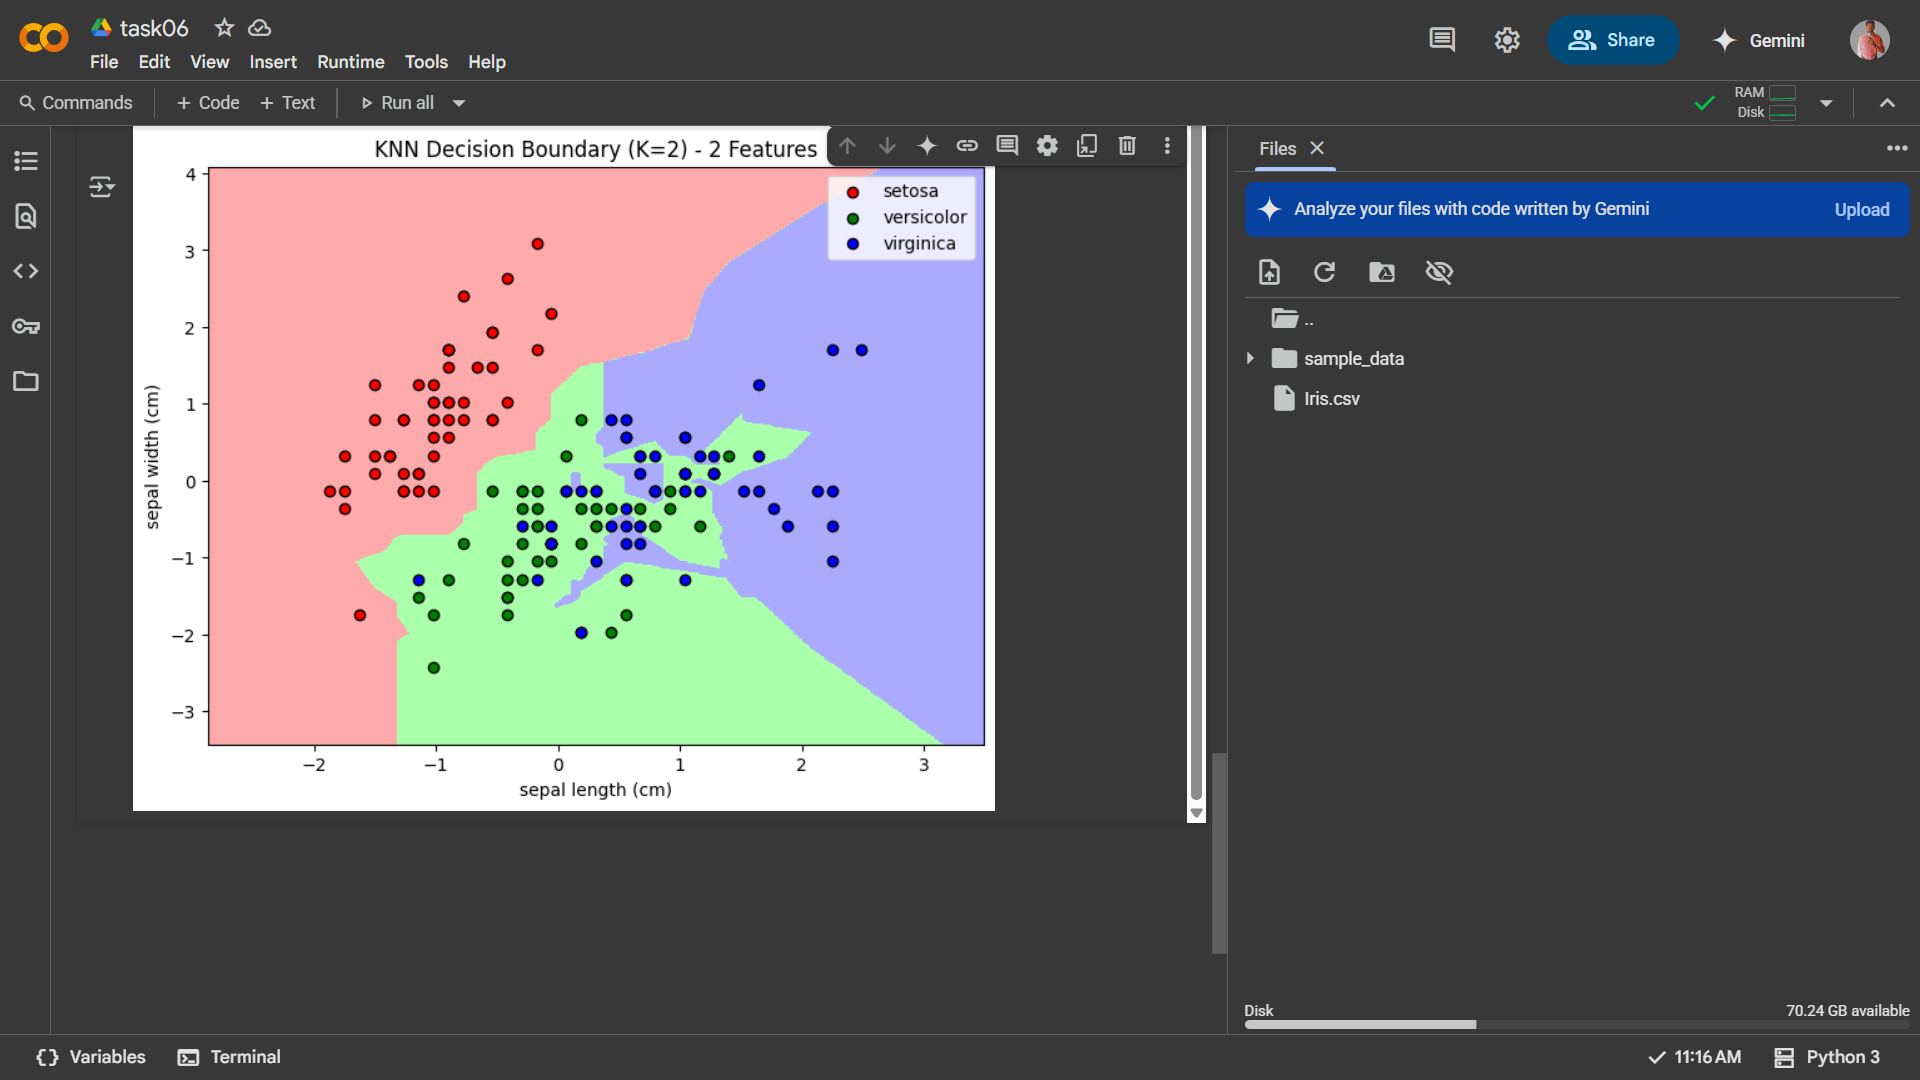 task06
File Edit View Insert Runtime Tools Help
Share
Gemini
Commands
+ Code + Text
Run all
RAM
Disk
KNN Decision Boundary (K=2) - 2 Features
setosa
versicolor
virginica
4
3
2
1
0
−1
−2
−3
sepal width (cm)
−2 −1 0 1 2 3
sepal length (cm)
Files
Analyze your files with code written by Gemini
Upload
..
sample_data
Iris.csv
Disk
70.24 GB available
Variables
Terminal
11:16 AM
Python 3